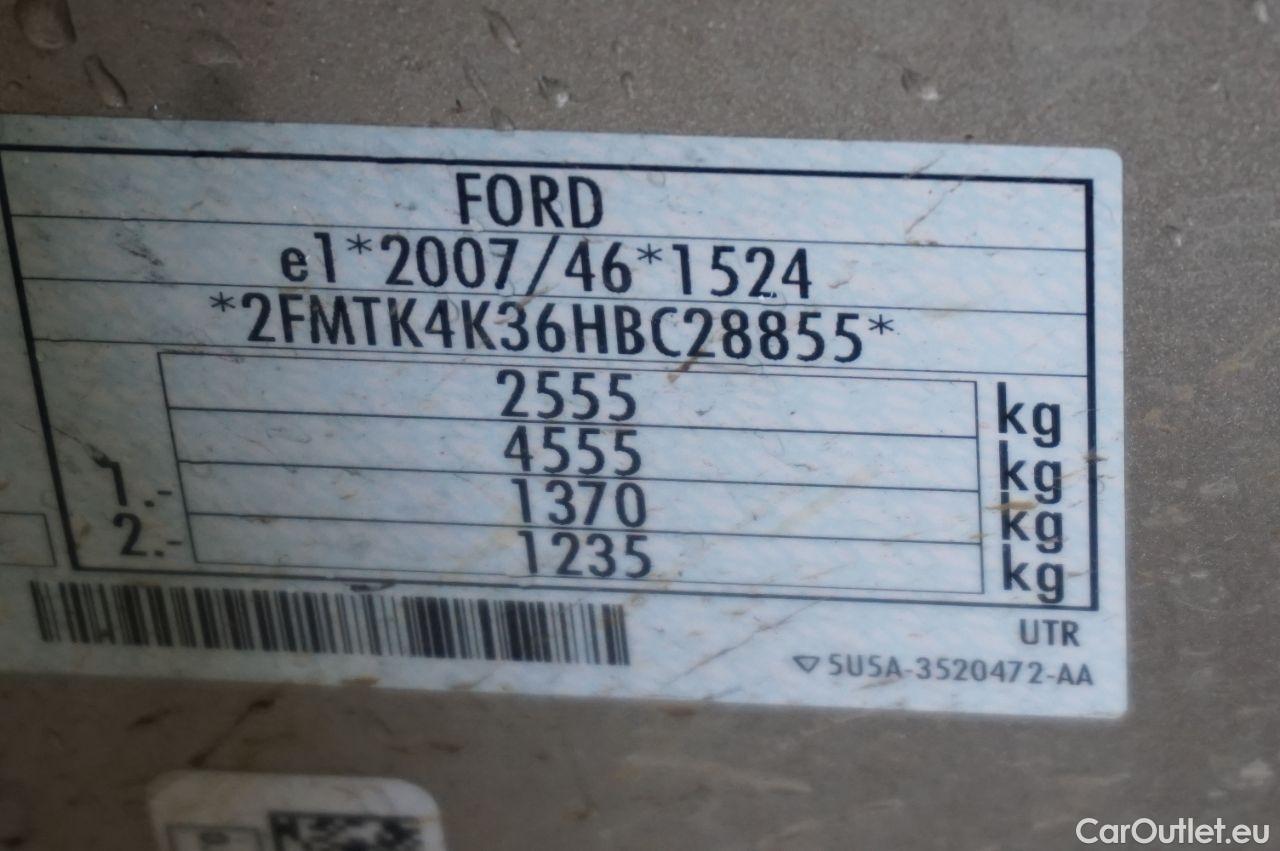 FORD
e1*2007/46*1524
*2FMTK4K36HBC28855*
2555 kg
4555 kg
1.- 1370 kg
2.- 1235 kg
UTR
5U5A-3520472-AA
CarOutlet.eu